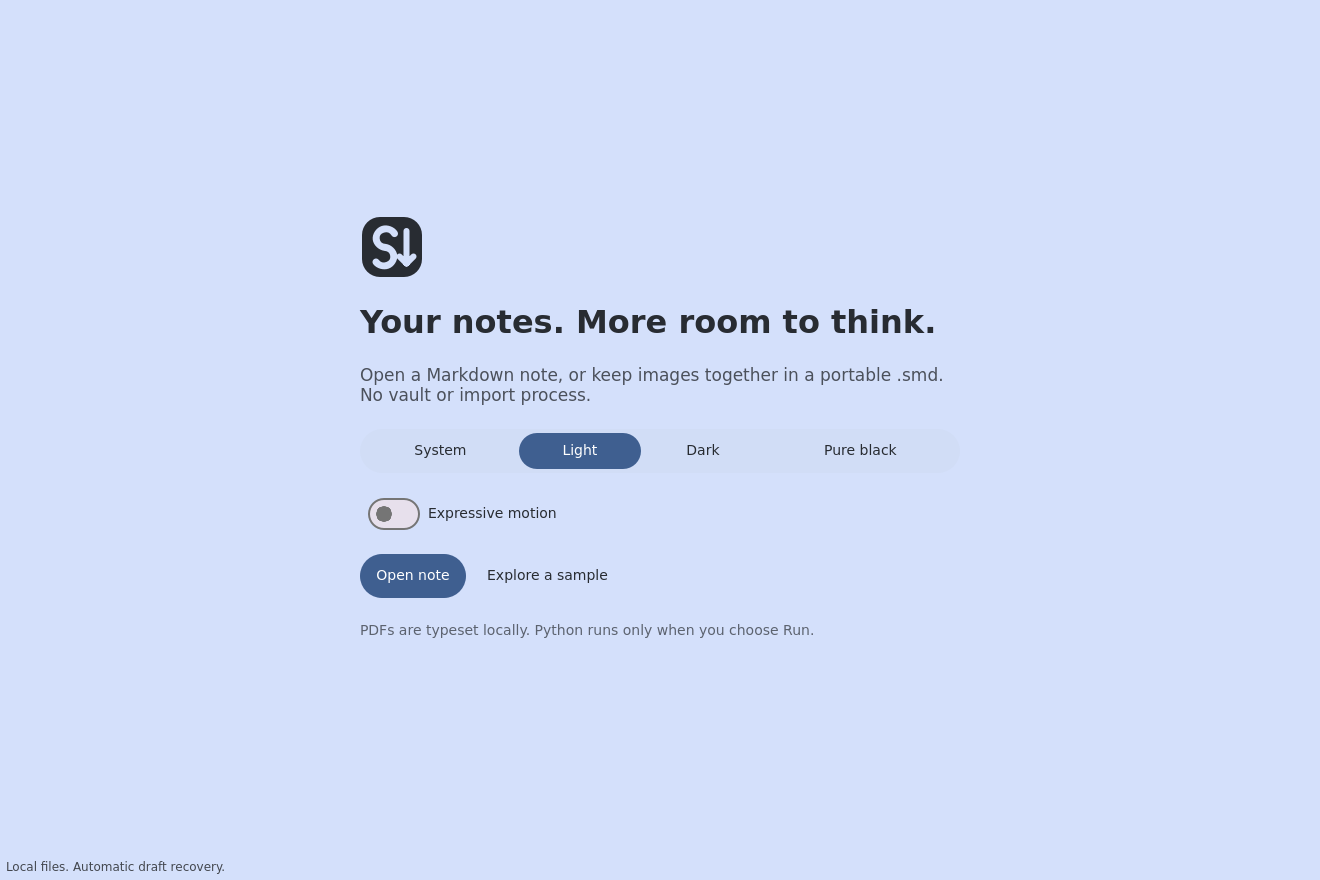 S↓
Your notes. More room to think.
Open a Markdown note, or keep images together in a portable .smd.
No vault or import process.
System Light Dark Pure black
Expressive motion
Open note Explore a sample
PDFs are typeset locally. Python runs only when you choose Run.
Local files. Automatic draft recovery.